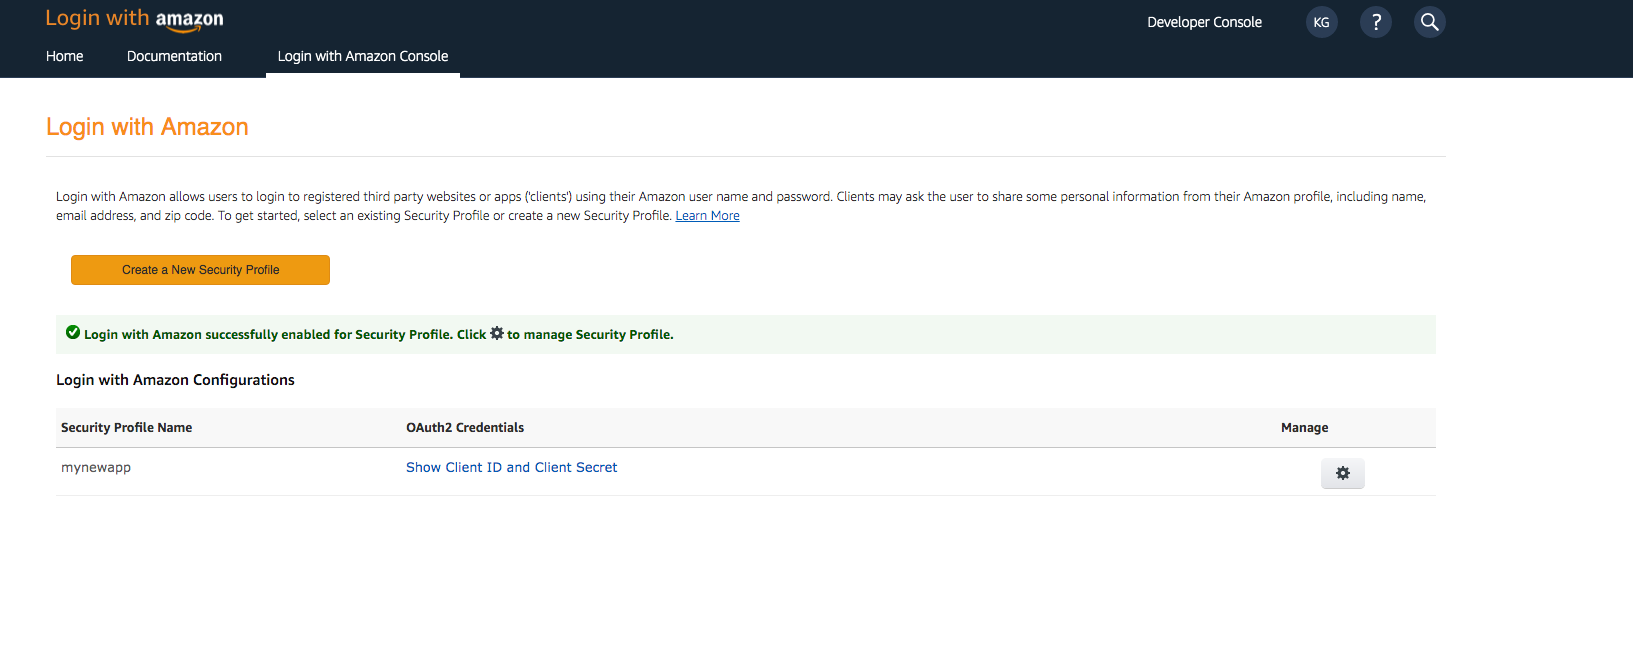 Login with amazon
Developer Console
KG
?
Home
Documentation
Login with Amazon Console
Login with Amazon
Login with Amazon allows users to login to registered third party websites or apps ('clients') using their Amazon user name and password. Clients may ask the user to share some personal information from their Amazon profile, including name,
email address, and zip code. To get started, select an existing Security Profile or create a new Security Profile. Learn More
Create a New Security Profile
Login with Amazon successfully enabled for Security Profile. Click to manage Security Profile.
Login with Amazon Configurations
Security Profile Name OAuth2 Credentials Manage
mynewapp Show Client ID and Client Secret